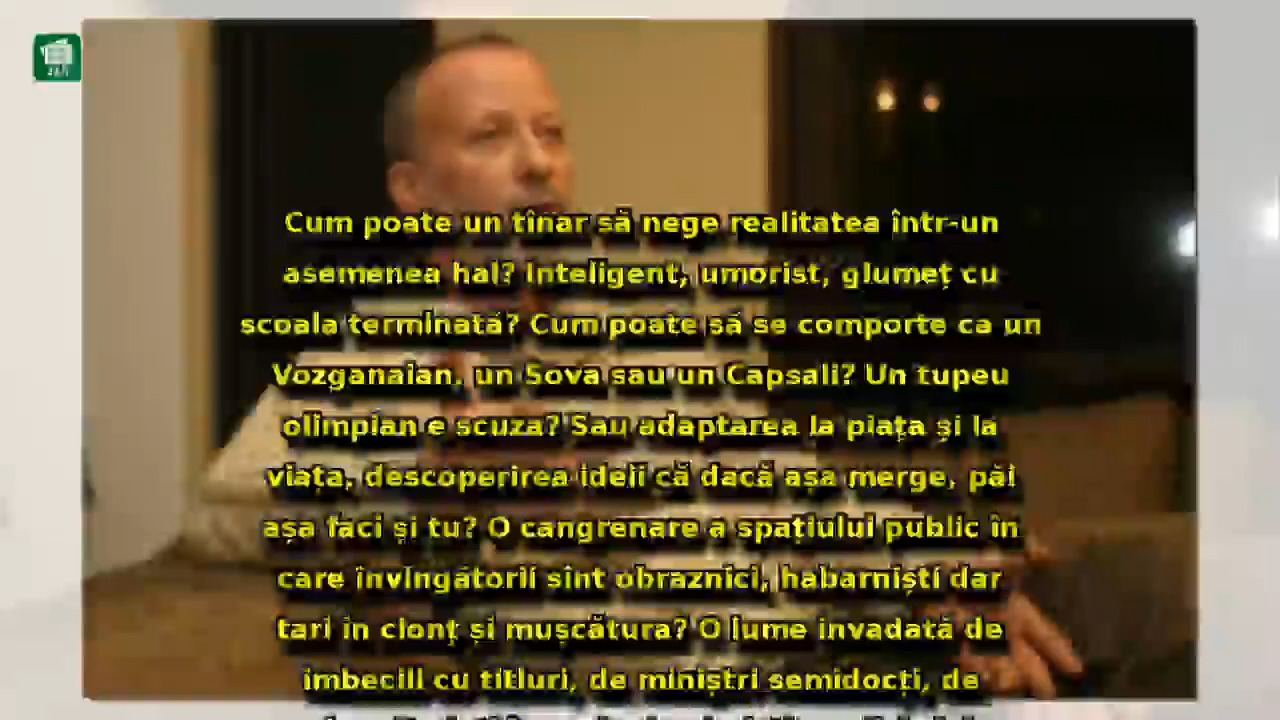 Cum poate un tînar să nege realitatea într-un
asemenea hal? Inteligent, umorist, glumeț cu
scoala terminată? Cum poate să se comporte ca un
Vozganaian, un Sova sau un Capsali? Un tupeu
olimpian e scuza? Sau adaptarea la piața și la
viața, descoperirea ideii că dacă așa merge, păi
așa faci și tu? O cangrenare a spațiului public în
care învingătorii sînt obraznici, habarniști dar
tari în clonț și mușcătura? O lume invadată de
imbecili cu titluri, de miniștri semidocți, de